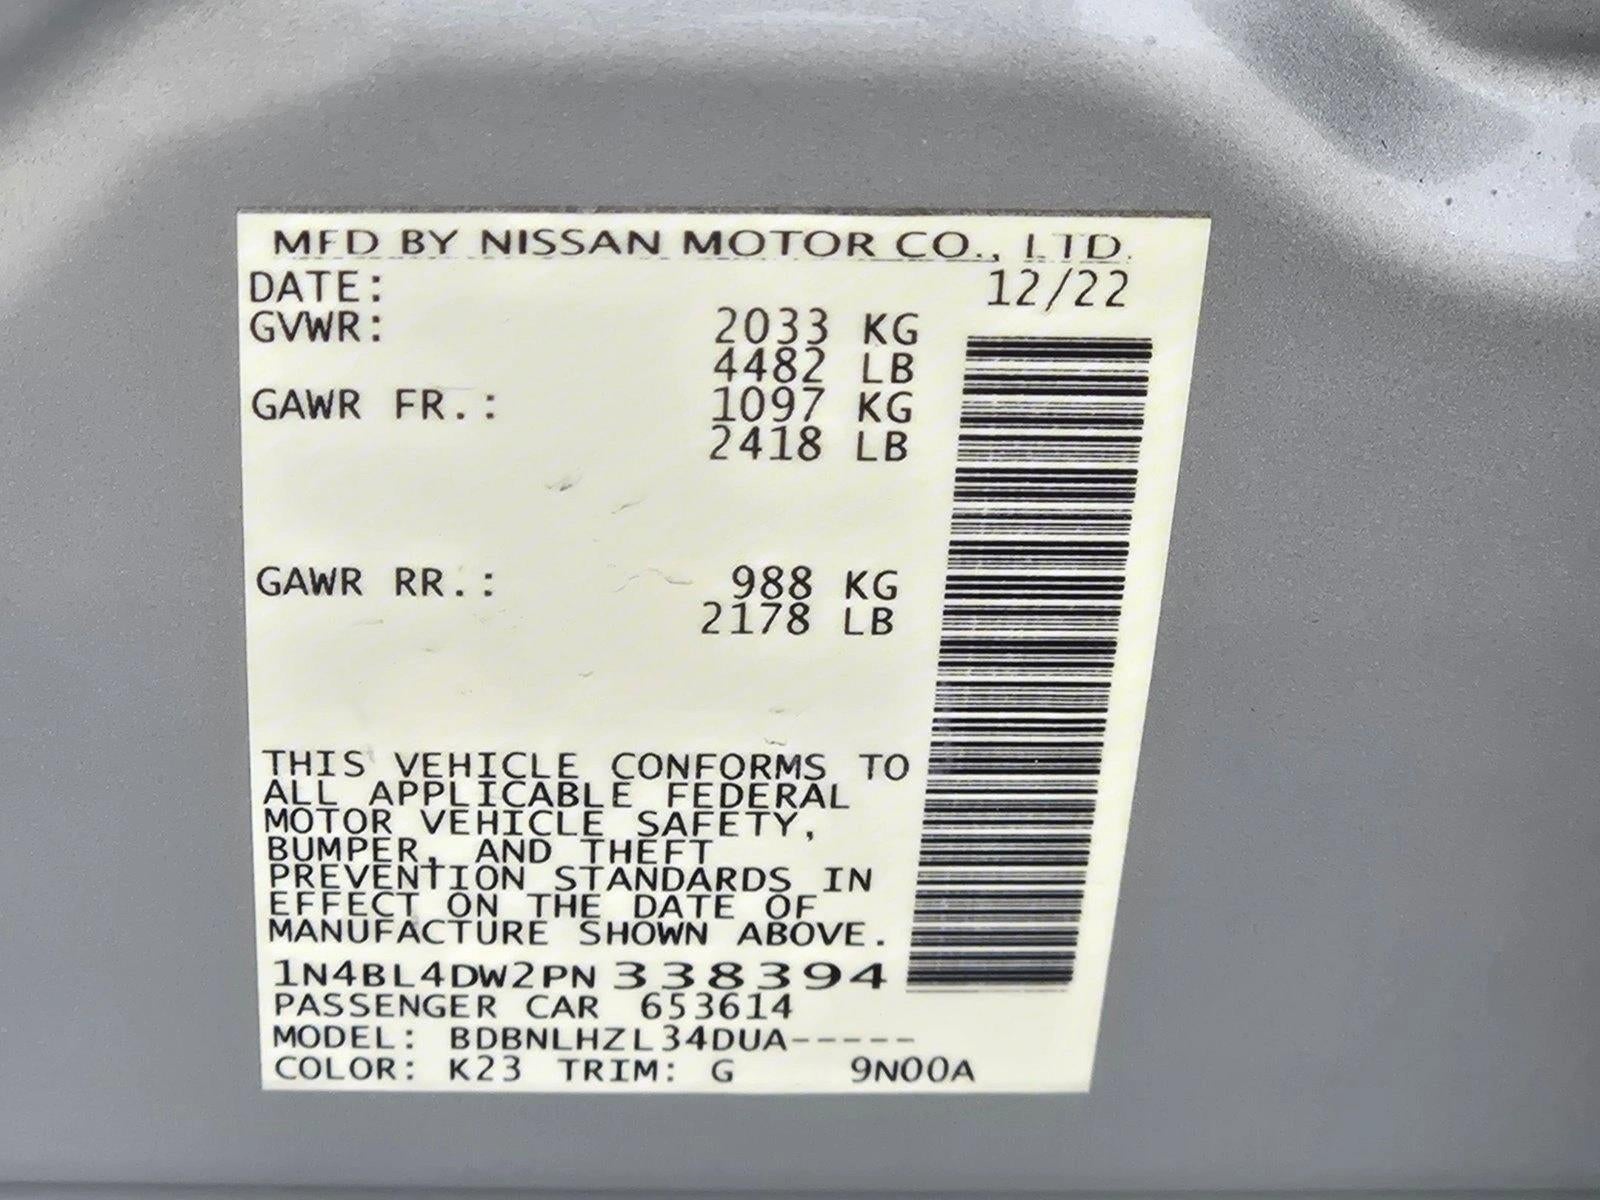 MFD BY NISSAN MOTOR CO., LTD.
DATE: 12/22
GVWR: 2033 KG
4482 LB
GAWR FR.: 1097 KG
2418 LB
GAWR RR.: 988 KG
2178 LB
THIS VEHICLE CONFORMS TO
ALL APPLICABLE FEDERAL
MOTOR VEHICLE SAFETY,
BUMPER, AND THEFT
PREVENTION STANDARDS IN
EFFECT ON THE DATE OF
MANUFACTURE SHOWN ABOVE.
1N4BL4DW2PN338394
PASSENGER CAR 653614
MODEL: BDBNLHZL34DUA-----
COLOR: K23 TRIM: G 9N00A